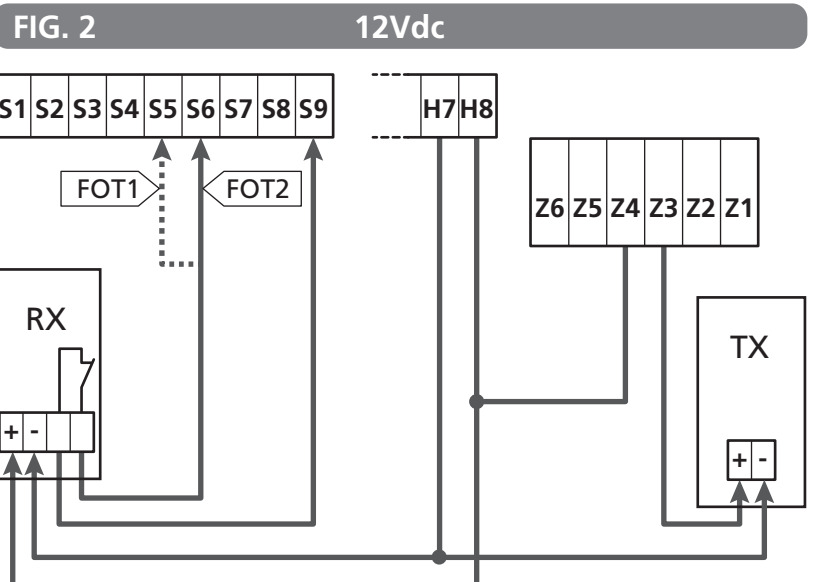 FIG. 2 12Vdc
S1 S2 S3 S4 S5 S6 S7 S8 S9 H7 H8
FOT1 FOT2
Z6 Z5 Z4 Z3 Z2 Z1
RX
TX
+ -
+ -